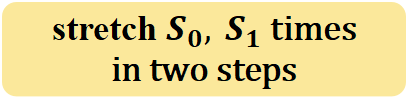 stretch S₀, S₁ times
in two steps